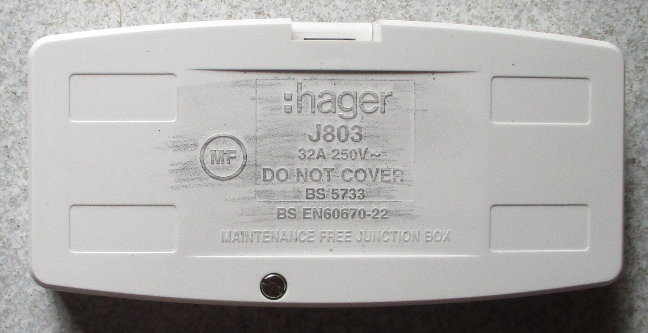 :hager
J803
MF
32A 250V~
DO NOT COVER
BS 5733
BS EN60670-22
MAINTENANCE FREE JUNCTION BOX